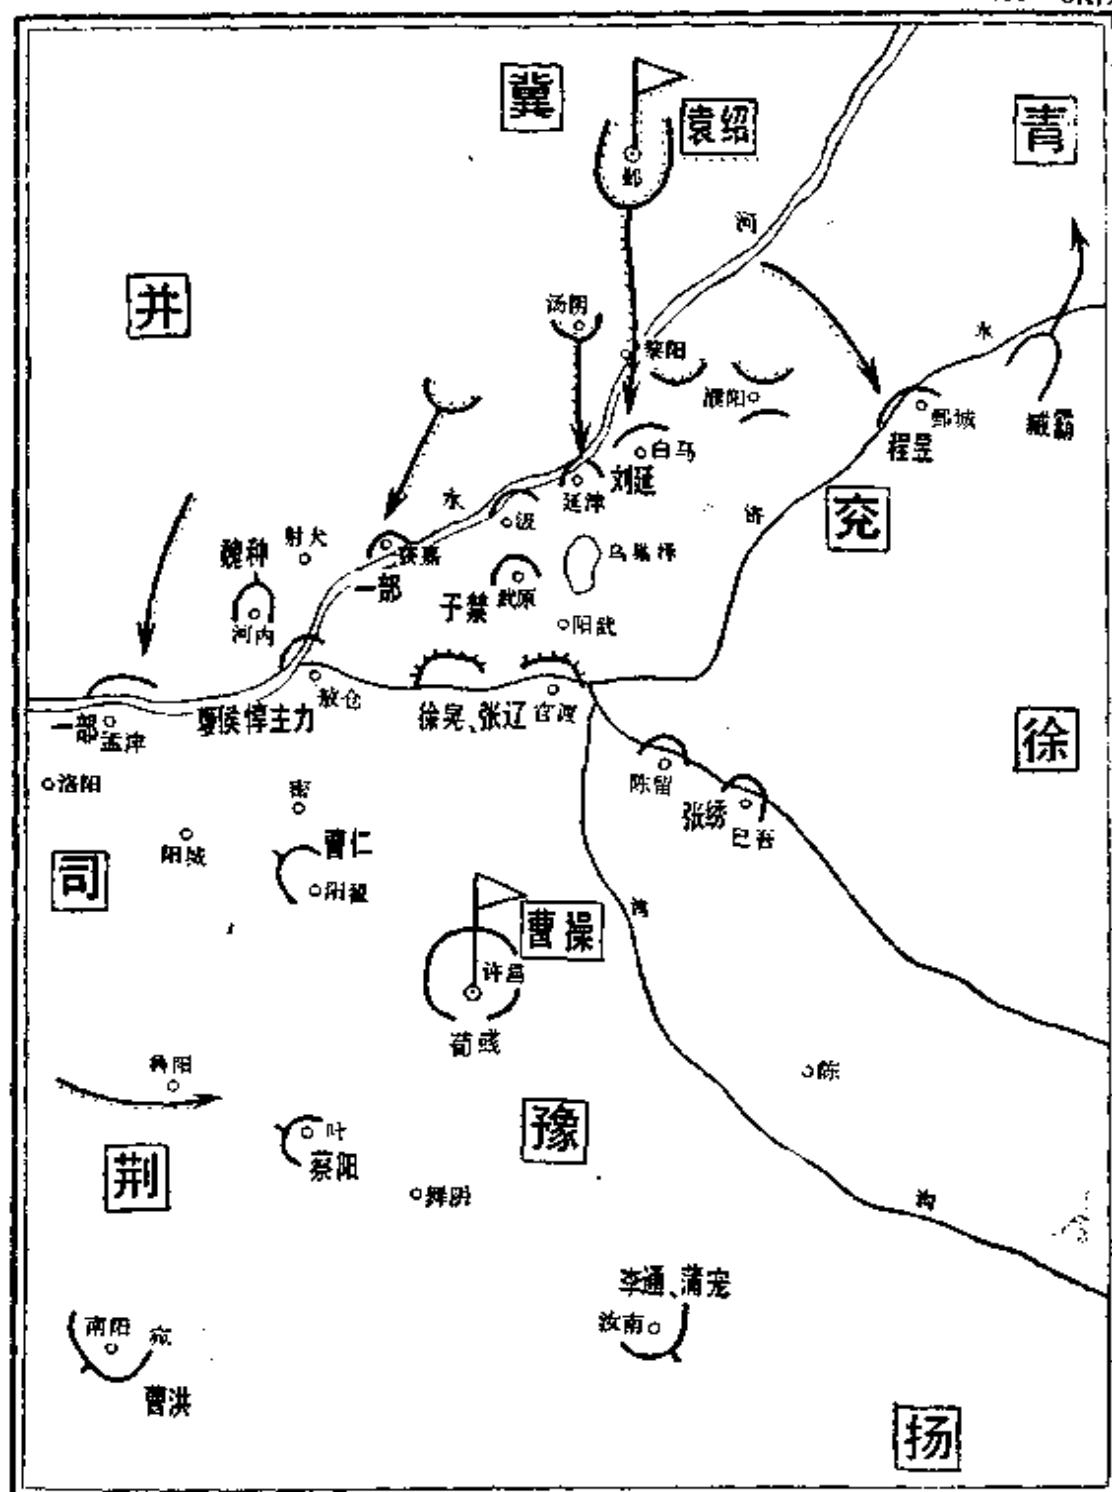 冀
袁绍
青
邺
河
并
汤阴
黎阳
水
濮阳
鄄城
臧霸
程昱
白马
刘延
延津
水
济
兖
汲
射犬
魏种
获嘉
一部
乌巢泽
于禁
武原
阳武
河内
敖仓
一部
孟津
夏侯惇主力
徐晃、张辽
官渡
徐
洛阳
陈留
张绣
巳吾
密
阳城
曹仁
阳翟
司
曹操
鸿
许昌
荀彧
陈
叶
蔡阳
豫
荆
舞阴
沟
李通、蒲宠
汝南
南阳
宛
曹洪
扬